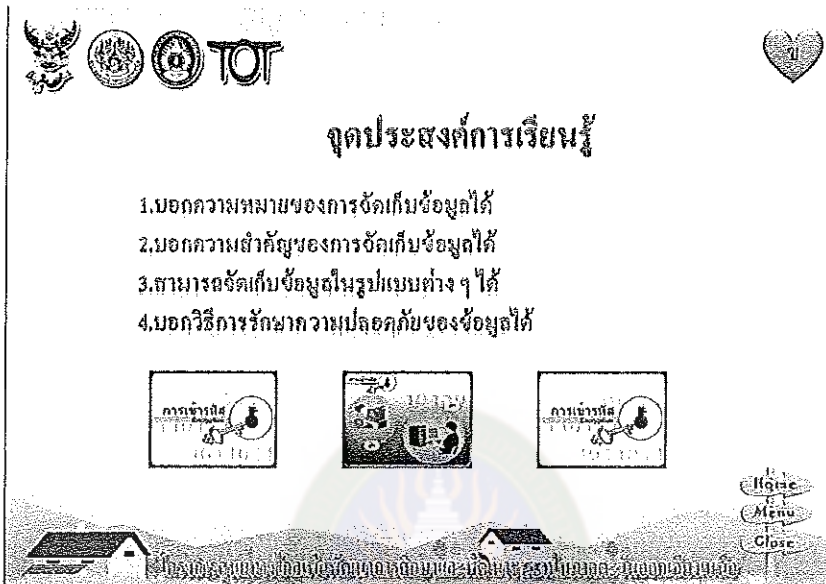 TOT
ข
จุดประสงค์การเรียนรู้
1.บอกความหมายของการจัดเก็บข้อมูลได้
2.บอกความสำคัญของการจัดเก็บข้อมูลได้
3.สามารถจัดเก็บข้อมูลในรูปแบบต่าง ๆ ได้
4.บอกวิธีการรักษาความปลอดภัยของข้อมูลได้
การเข้ารหัส
Encryption
การเข้ารหัส
Encryption
Home
Menu
Close